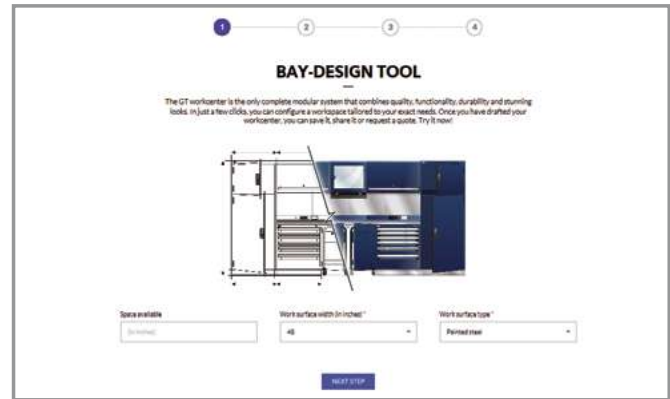 1 2 3 4
BAY-DESIGN TOOL
The GT workcenter is the only complete modular system that combines quality, functionality, durability and stunning
looks. In just a few clicks, you can configure a workspace tailored to your exact needs. Once you have drafted your
workcenter, you can save it, share it or request a quote. Try it now!
Space available Work surface width (in inches) * Work surface type *
(in inches) 48 Painted steel
NEXT STEP